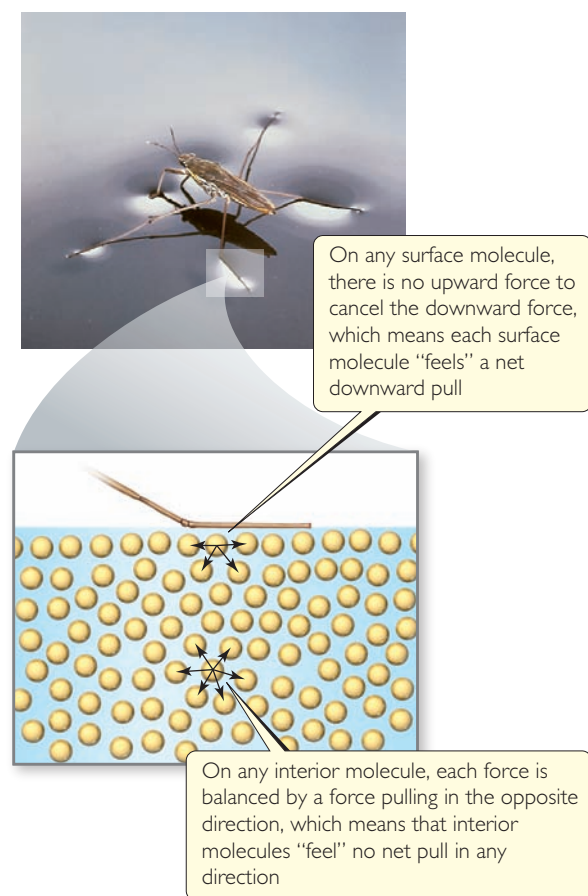 On any surface molecule,
there is no upward force to
cancel the downward force,
which means each surface
molecule “feels” a net
downward pull
On any interior molecule, each force is
balanced by a force pulling in the opposite
direction, which means that interior
molecules “feel” no net pull in any
direction